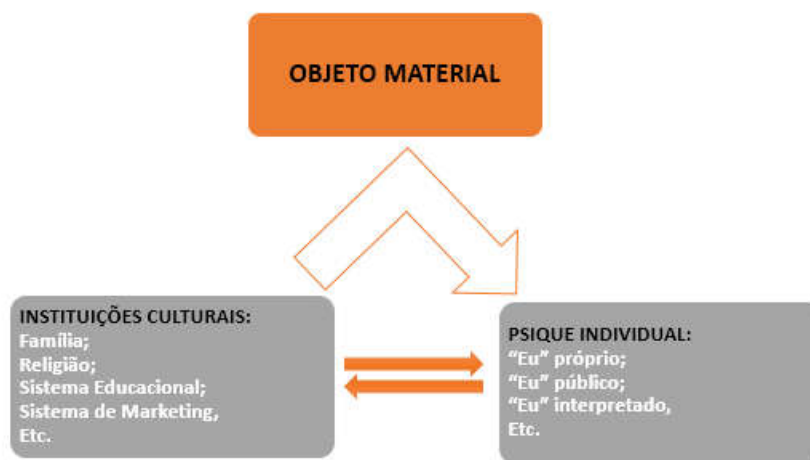 OBJETO MATERIAL
INSTITUIÇÕES CULTURAIS:
Família;
Religião;
Sistema Educacional;
Sistema de Marketing,
Etc.
PSIQUE INDIVIDUAL:
“Eu” próprio;
“Eu” público;
“Eu” interpretado,
Etc.